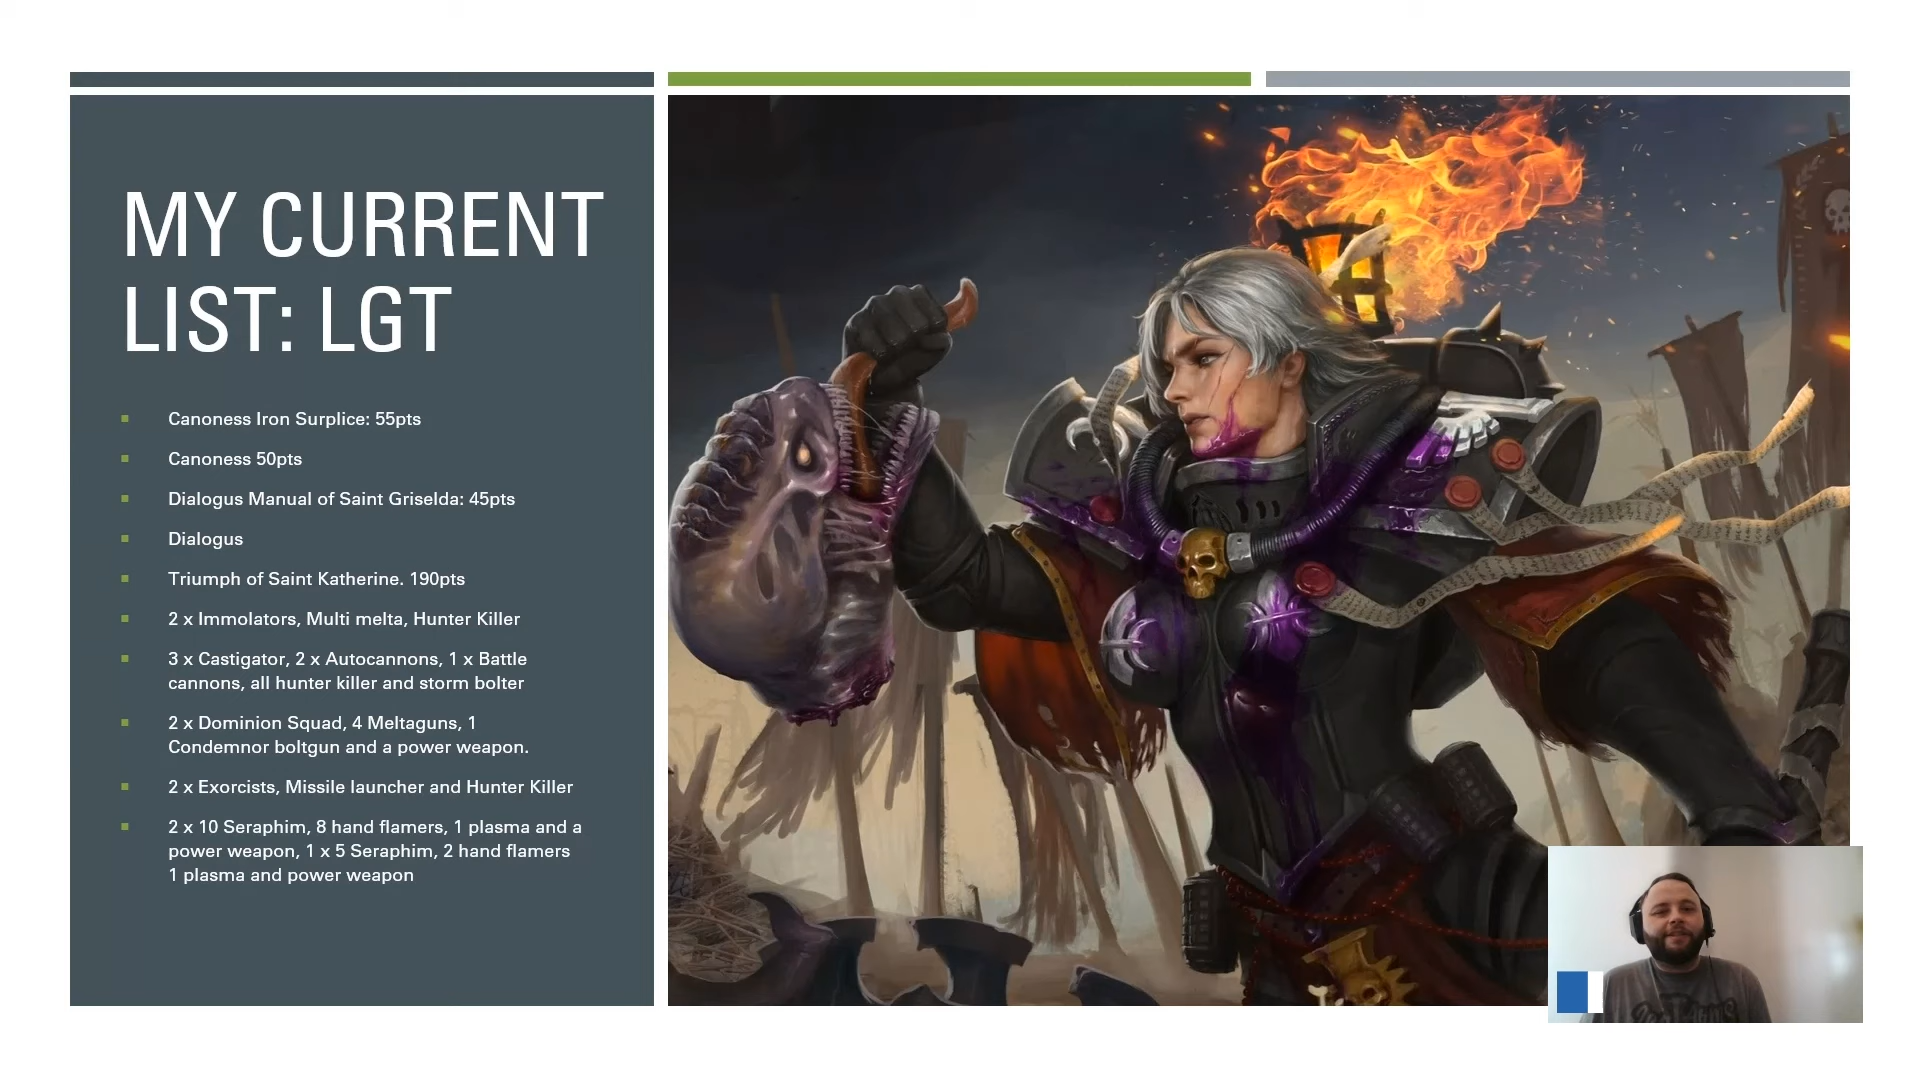 MY CURRENT
LIST: LGT
Canoness Iron Surplice: 55pts
Canoness 50pts
Dialogus Manual of Saint Griselda: 45pts
Dialogus
Triumph of Saint Katherine. 190pts
2 x Immolators, Multi melta, Hunter Killer
3 x Castigator, 2 x Autocannons, 1 x Battle
cannons, all hunter killer and storm bolter
2 x Dominion Squad, 4 Meltaguns, 1
Condemnor boltgun and a power weapon.
2 x Exorcists, Missile launcher and Hunter Killer
2 x 10 Seraphim, 8 hand flamers, 1 plasma and a
power weapon, 1 x 5 Seraphim, 2 hand flamers
1 plasma and power weapon